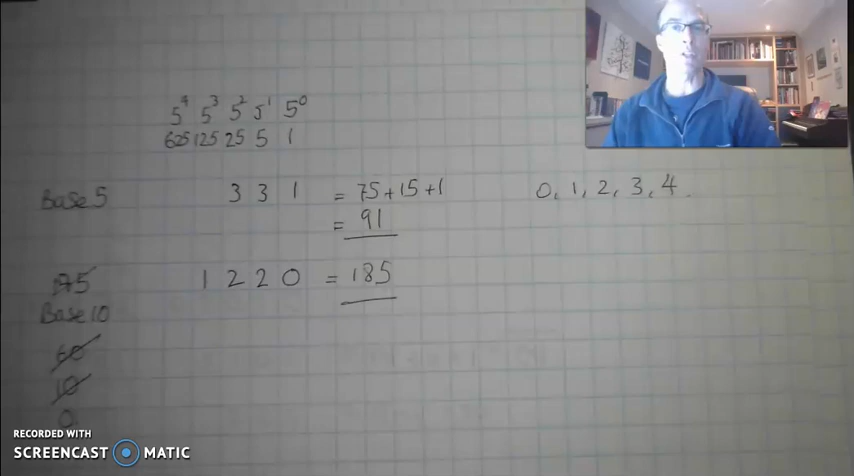 5⁴ 5³ 5² 5¹ 5⁰
625 125 25 5 1
Base 5 3 3 1 = 75+15+1 0, 1, 2, 3, 4.
= 91
1 2 2 0 = 185
Base 10
60
10
0
RECORDED WITH
SCREENCAST MATIC